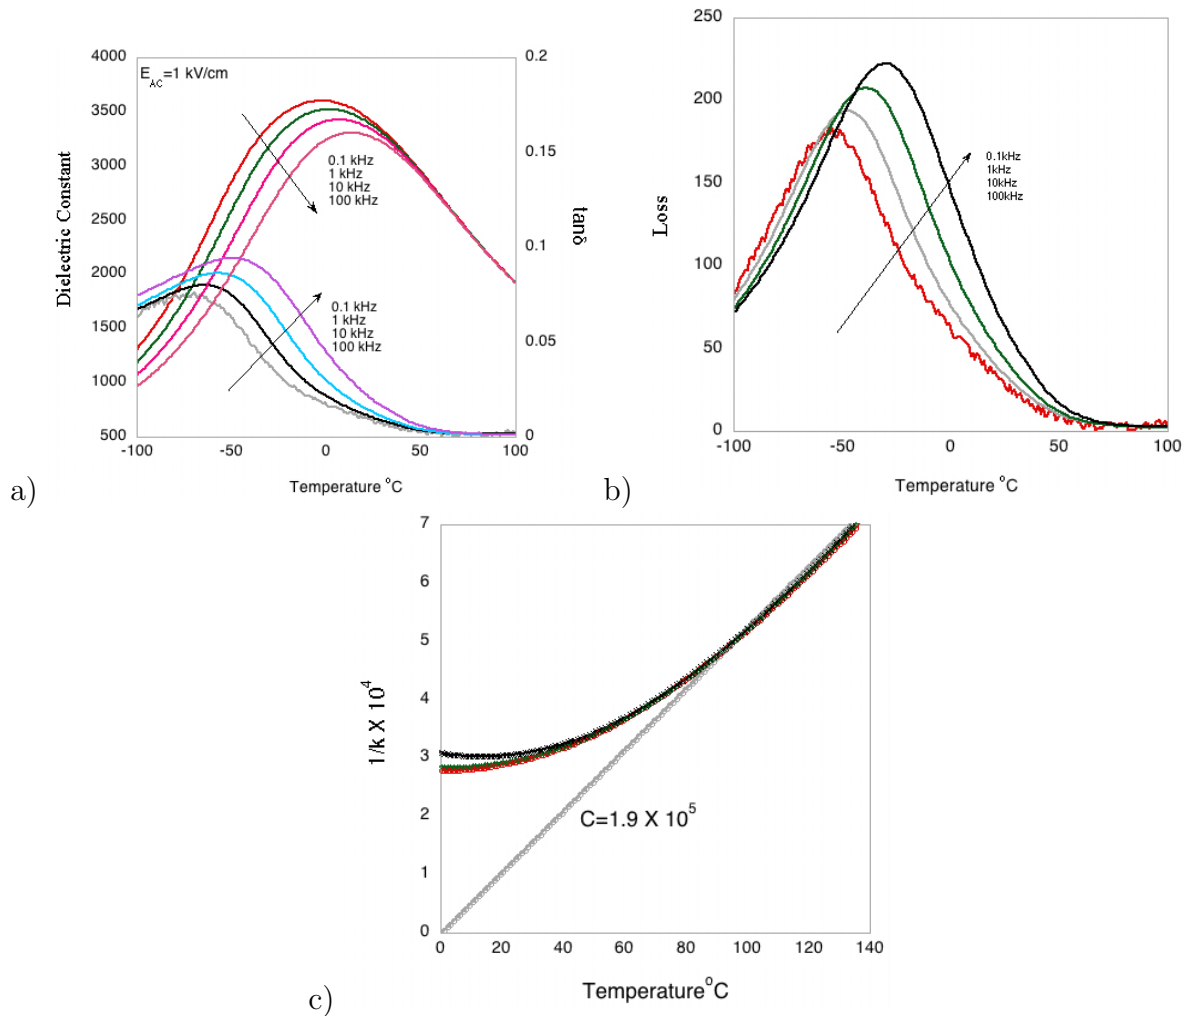 4000
3500
3000
2500
2000
1500
1000
500
Dielectric Constant
E_AC=1 kV/cm
0.1 kHz
1 kHz
10 kHz
100 kHz
0.1 kHz
1 kHz
10 kHz
100 kHz
0.2
0.15
0.1
0.05
0
tanδ
-100 -50 0 50 100
Temperature °C
a)
250
200
150
100
50
0
Loss
0.1kHz
1kHz
10kHz
100kHz
-100 -50 0 50 100
Temperature °C
b)
7
6
5
4
3
2
1
0
1/k X 10^4
C=1.9 X 10^5
0 20 40 60 80 100 120 140
Temperature°C
c)